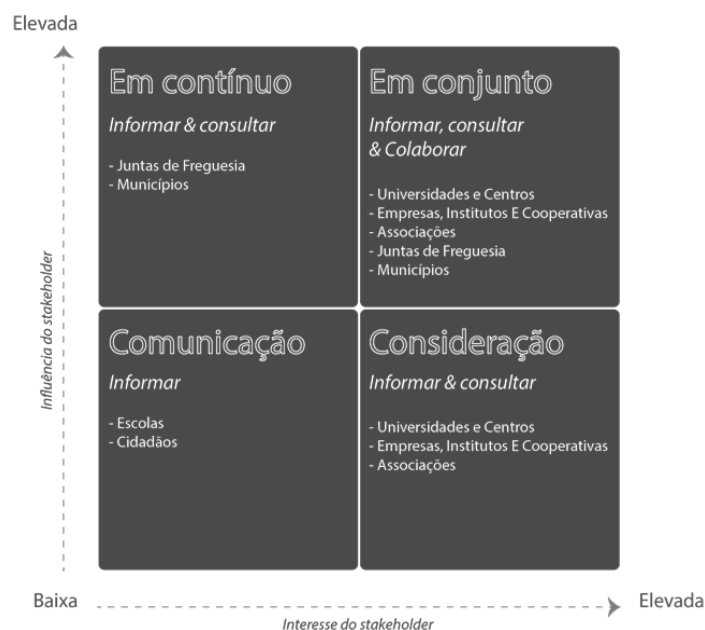 Elevada
Em contínuo
Informar & consultar
- Juntas de Freguesia
- Municípios
Em conjunto
Informar, consultar
& Colaborar
- Universidades e Centros
- Empresas, Institutos E Cooperativas
- Associações
- Juntas de Freguesia
- Municípios
Influência do stakeholder
Comunicação
Informar
- Escolas
- Cidadãos
Consideração
Informar & consultar
- Universidades e Centros
- Empresas, Institutos E Cooperativas
- Associações
Baixa
Elevada
Interesse do stakeholder